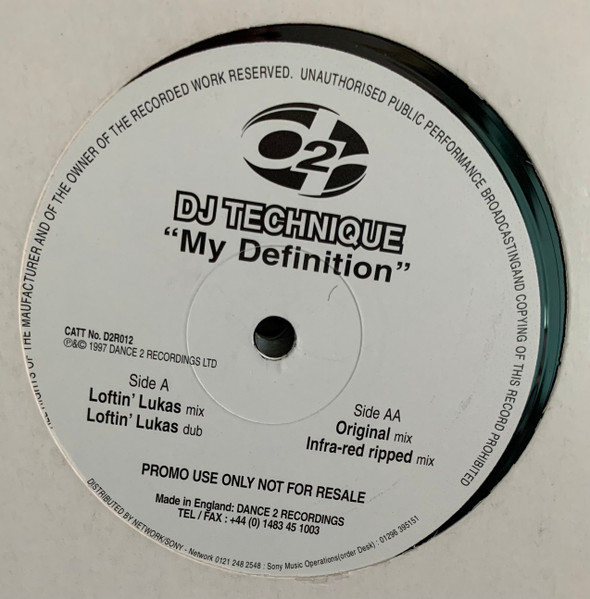 ALL RIGHTS OF THE MAUFACTURER AND OF THE OWNER OF THE RECORDED WORK RESERVED. UNAUTHORISED PUBLIC PERFORMANCE BROADCASTINGAND COPYING OF THIS RECORD PROHIBITED
d2r
DJ TECHNIQUE
“My Definition”
CATT No. D2R012
℗&© 1997 DANCE 2 RECORDINGS LTD
Side A
Loftin’ Lukas mix
Loftin’ Lukas dub
Side AA
Original mix
Infra-red ripped mix
PROMO USE ONLY NOT FOR RESALE
Made in England: DANCE 2 RECORDINGS
TEL / FAX : +44 (0) 1483 45 1003
DISTRIBUTED BY NETWORK/SONY - Network 0121 248 2548 : Sony Music Operations(order Desk) : 01296 395151